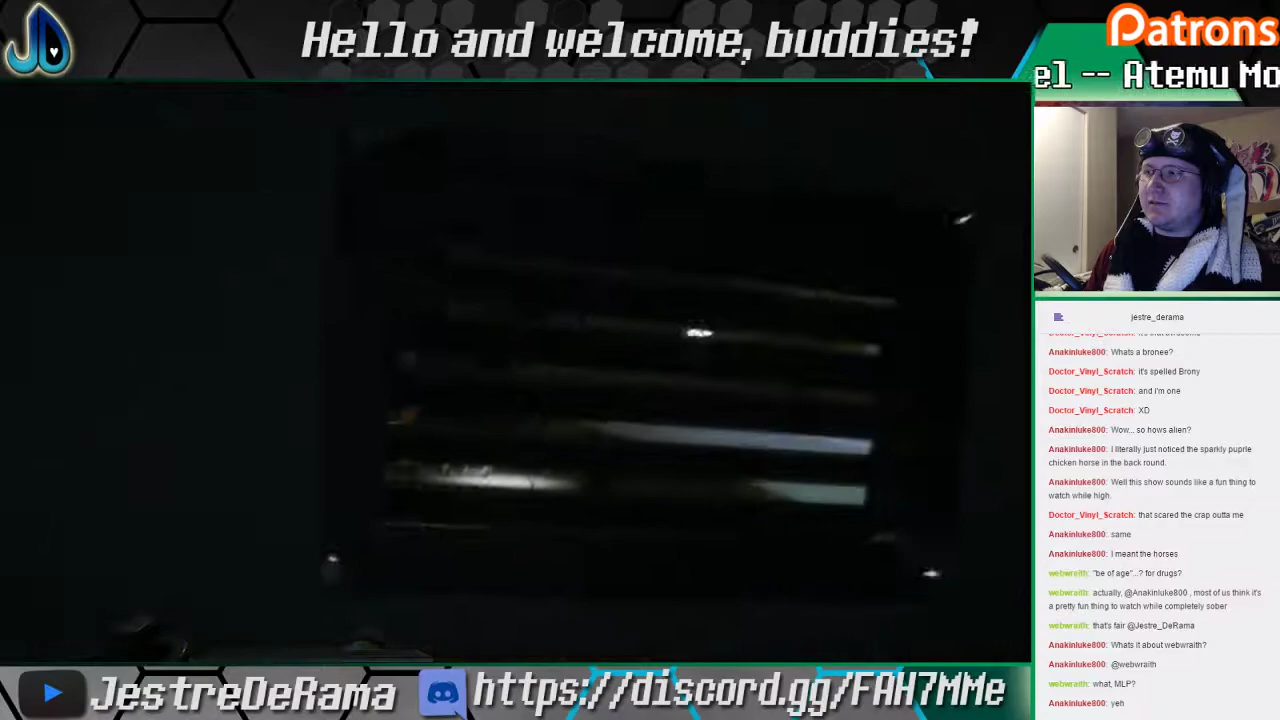 Hello and welcome, buddies!
Patrons
el -- Atemu Mo
JD
jestre_derama
Anakinluke800: Whats a bronee?
Doctor_Vinyl_Scratch: it's spelled Brony
Doctor_Vinyl_Scratch: and i'm one
Doctor_Vinyl_Scratch: XD
Anakinluke800: Wow... so hows alien?
Anakinluke800: I literally just noticed the sparkly puprle
chicken horse in the back round.
Anakinluke800: Well this show sounds like a fun thing to
watch while high.
Doctor_Vinyl_Scratch: that scared the crap outta me
Anakinluke800: same
Anakinluke800: I meant the horses
webwraith: "be of age"...? for drugs?
webwraith: actually, @Anakinluke800 , most of us think it's
a pretty fun thing to watch while completely sober
webwraith: that's fair @Jestre_DeRama
Anakinluke800: Whats it about webwraith?
Anakinluke800: @webwraith
webwraith: what, MLP?
Anakinluke800: yeh
JestreDeRama
https://discord.gg/FAH7MMe